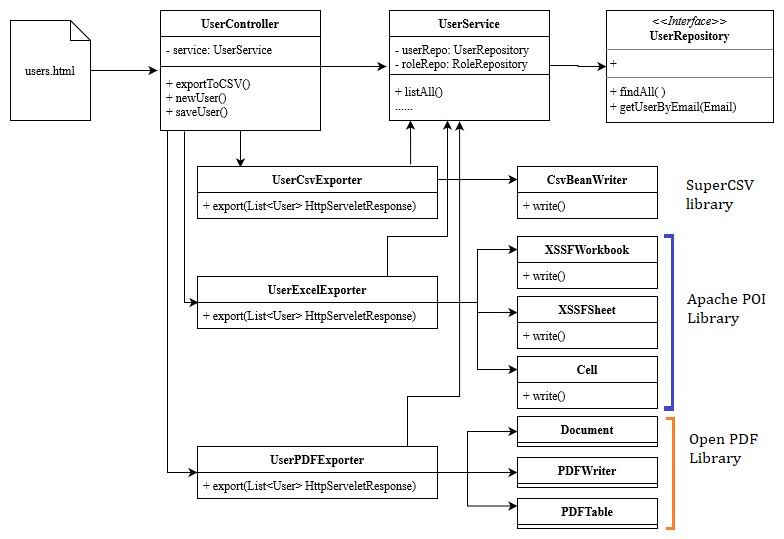 users.html
UserController
- service: UserService
+ exportToCSV()
+ newUser()
+ saveUser()
UserService
- userRepo: UserRepository
- roleRepo: RoleRepository
+ listAll()
......
<<Interface>>
UserRepository
+
+ findAll( )
+ getUserByEmail(Email)
UserCsvExporter
+ export(List<User> HttpServeletResponse)
CsvBeanWriter
+ write()
SuperCSV
library
UserExcelExporter
+ export(List<User> HttpServeletResponse)
XSSFWorkbook
+ write()
XSSFSheet
+ write()
Cell
+ write()
Apache POI
Library
UserPDFExporter
+ export(List<User> HttpServeletResponse)
Document
PDFWriter
PDFTable
Open PDF
Library